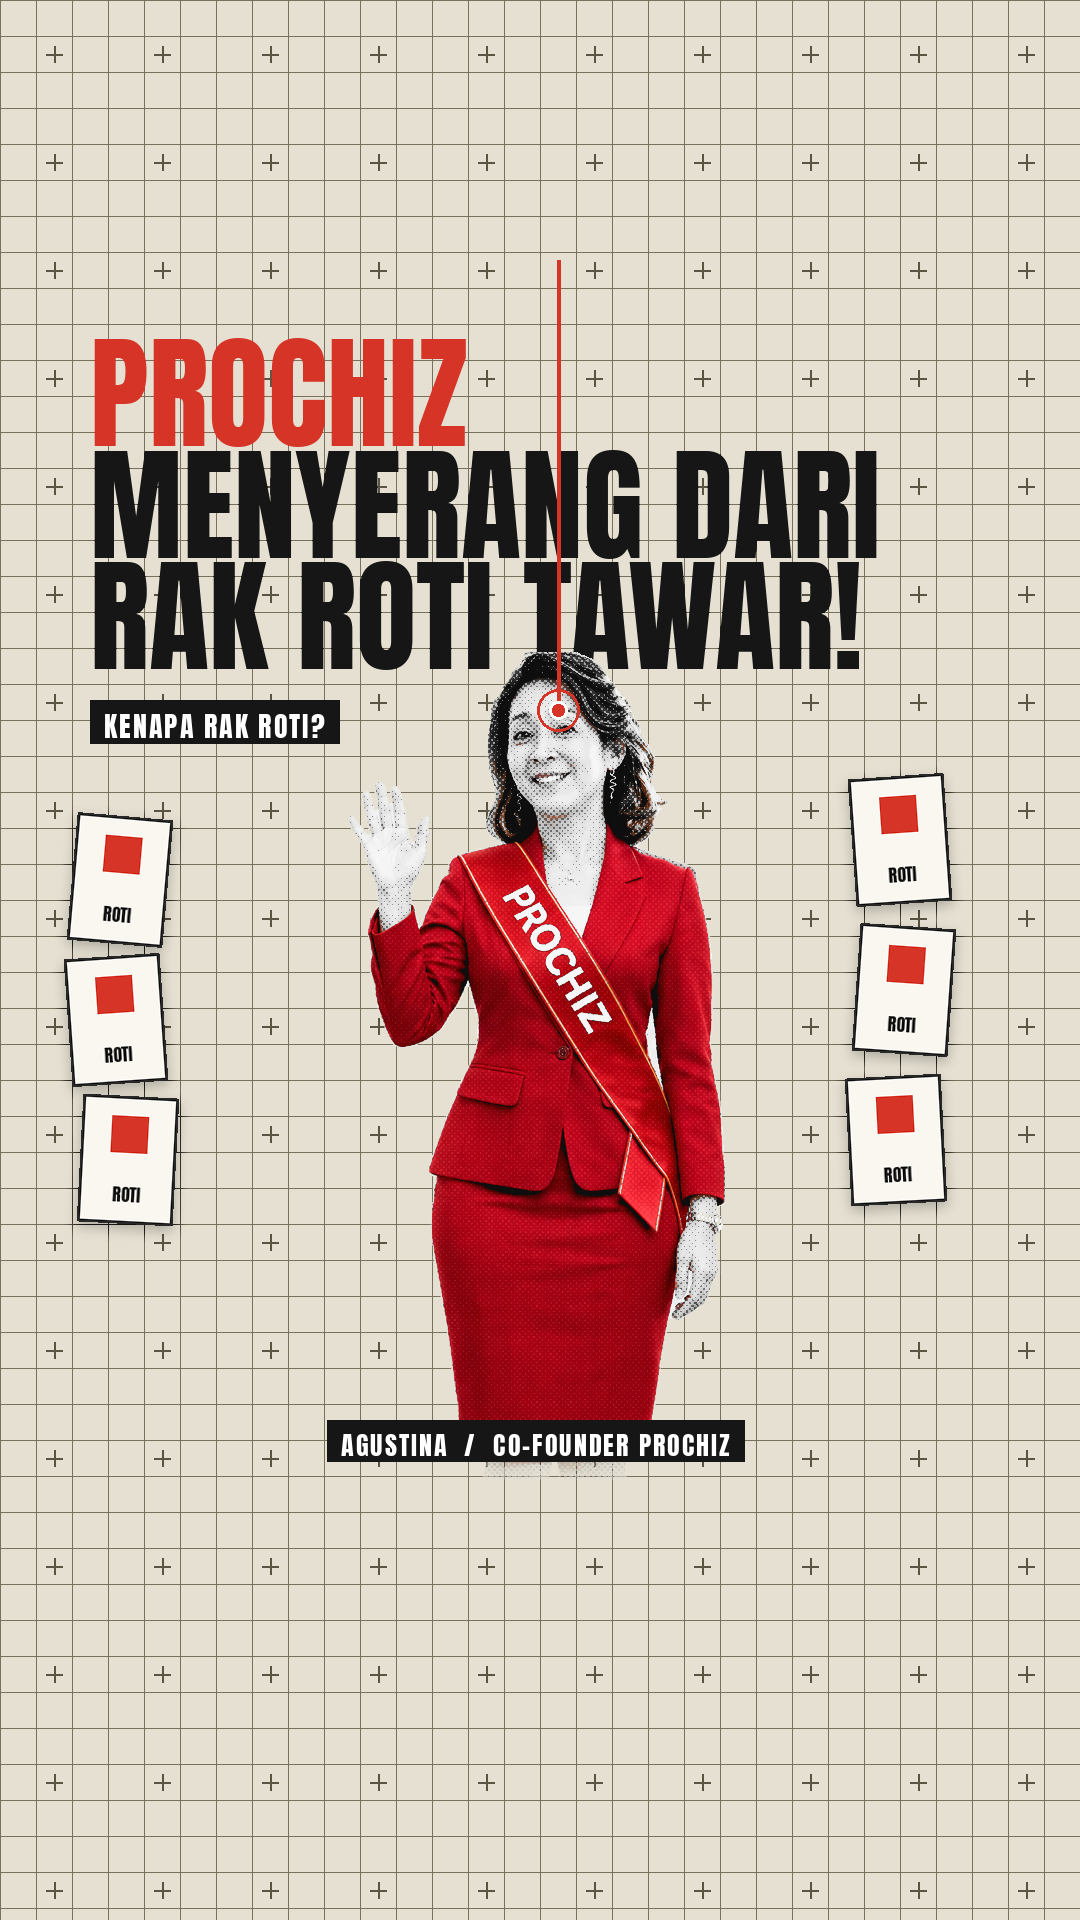 PROCHIZ
MENYERANG DARI
RAK ROTI TAWAR!
KENAPA RAK ROTI?
ROTI
ROTI
ROTI
PROCHIZ
ROTI
ROTI
ROTI
AGUSTINA / CO-FOUNDER PROCHIZ